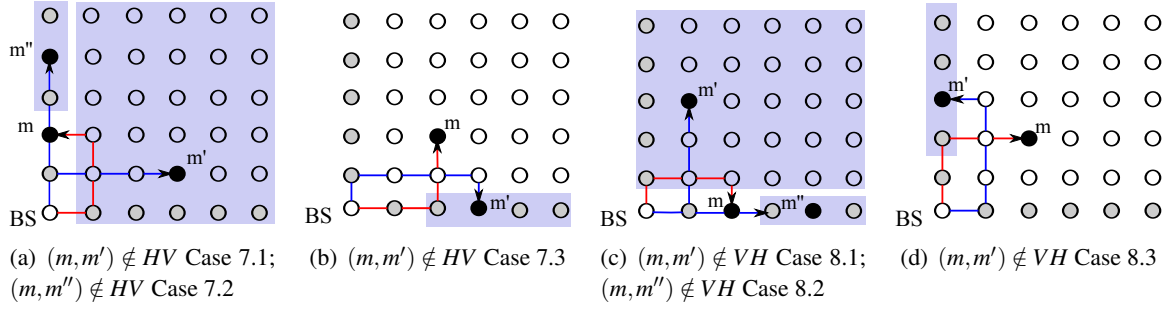 m"
m
m'
BS
m
m'
BS
m'
m
m"
BS
m'
m
BS
(a) (m,m′) ∉ HV Case 7.1;
(m,m″) ∉ HV Case 7.2
(b) (m,m′) ∉ HV Case 7.3
(c) (m,m′) ∉ VH Case 8.1;
(m,m″) ∉ VH Case 8.2
(d) (m,m′) ∉ VH Case 8.3